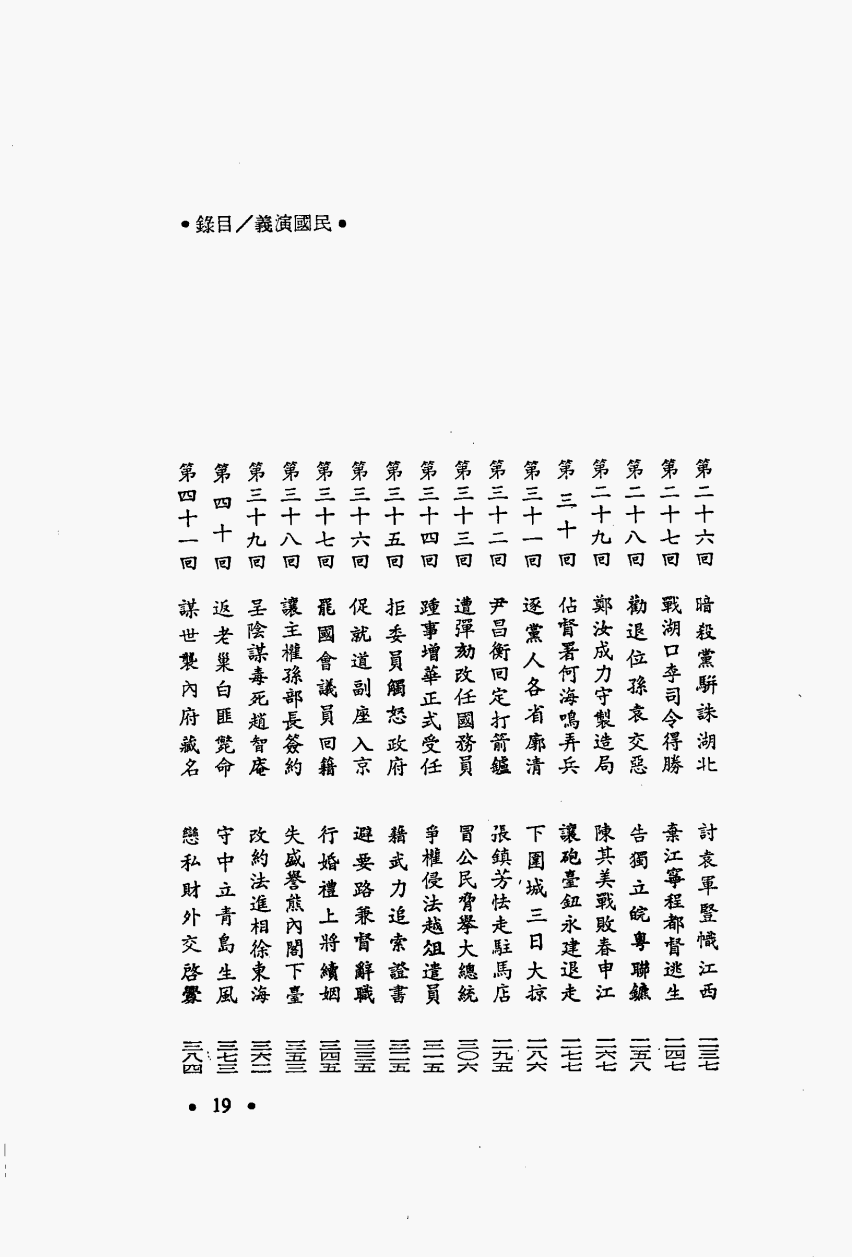 •錄目／義演國民•
第二十六回　暗殺黨駢誅湖北　討袁軍豎幟江西　二三七
第二十七回　戰湖口李司令得勝　棄江寧程都督逃生　二四七
第二十八回　勸退位孫袁交惡　告獨立皖粵聯鑣　二五八
第二十九回　鄭汝成力守製造局　陳其美戰敗春申江　二六七
第三十回　佔督署何海鳴弄兵　讓砲臺鈕永建退走　二七七
第三十一回　逐黨人各省廓清　下圍城三日大掠　二八六
第三十二回　尹昌衡回定打箭鑪　張鎮芳怯走駐馬店　二九五
第三十三回　遭彈劾改任國務員　冒公民脅舉大總統　三〇六
第三十四回　踵事增華正式受任　爭權侵法越俎遣員　三一五
第三十五回　拒委員觸怒政府　藉武力追索證書　三二五
第三十六回　促就道副座入京　避要路兼督辭職　三三五
第三十七回　罷國會議員回籍　行婚禮上將續姻　三四五
第三十八回　讓主權孫部長簽約　失盛譽熊內閣下臺　三五三
第三十九回　呈陰謀毒死趙智庵　改約法進相徐東海　三六二
第四十回　返老巢白匪斃命　守中立青島生風　三七三
第四十一回　謀世襲內府藏名　戀私財外交啓釁　三八四
•19•